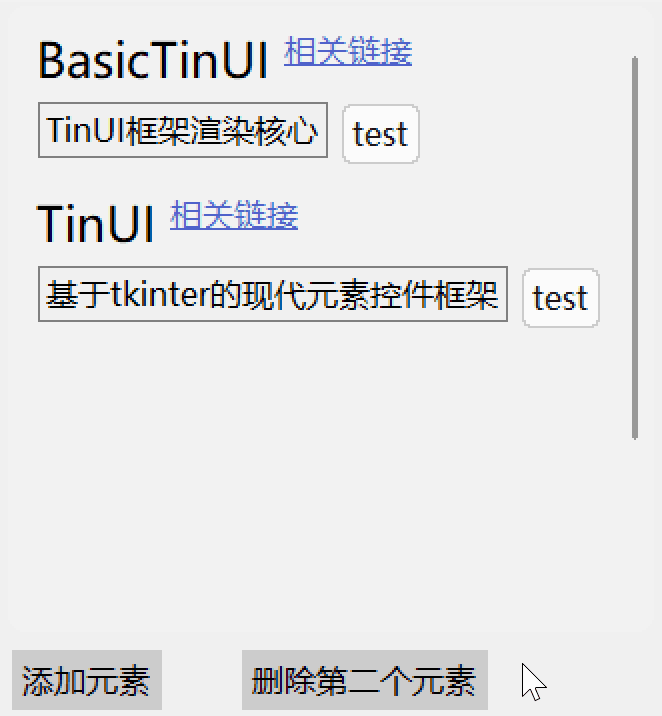 BasicTinUI 相关链接
TinUI框架渲染核心 test
TinUI 相关链接
基于tkinter的现代元素控件框架 test
添加元素 删除第二个元素